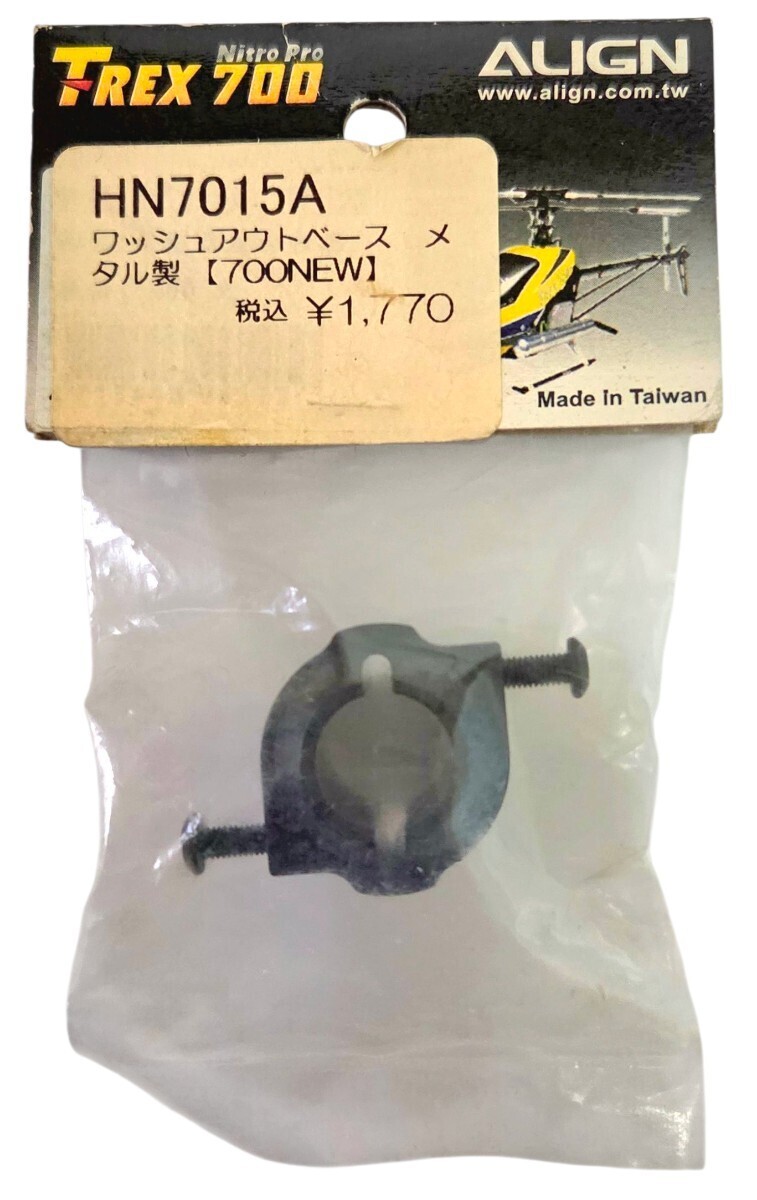 Nitro Pro
T-REX 700
ALIGN
www.align.com.tw
HN7015A
ワッシュアウトベース　メ
タル製 【700NEW】
税込 ¥1,770
Made in Taiwan